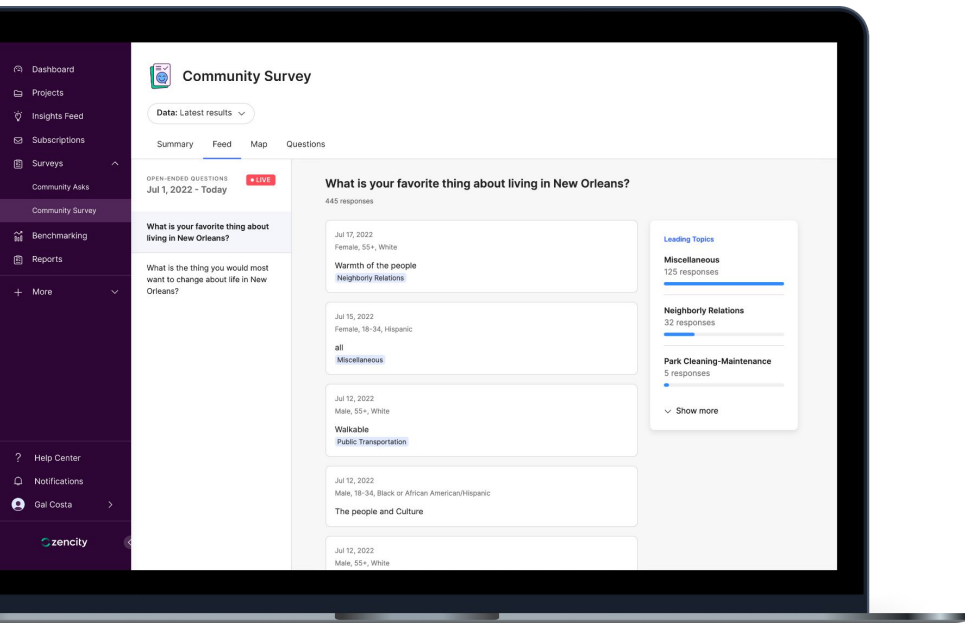 Dashboard
Projects
Insights Feed
Subscriptions
Surveys
Community Asks
Community Survey
Benchmarking
Reports
More
Help Center
Notifications
Gal Costa
zencity
Community Survey
Data: Latest results
Summary Feed Map Questions
OPEN-ENDED QUESTIONS
LIVE
Jul 1, 2022 - Today
What is your favorite thing about
living in New Orleans?
What is the thing you would most
want to change about life in New
Orleans?
What is your favorite thing about living in New Orleans?
445 responses
Jul 17, 2022
Female, 55+, White
Warmth of the people
Neighborly Relations
Jul 15, 2022
Female, 18-34, Hispanic
all
Miscellaneous
Jul 12, 2022
Male, 55+, White
Walkable
Public Transportation
Jul 12, 2022
Male, 18-34, Black or African American/Hispanic
The people and Culture
Jul 12, 2022
Male, 55+, White
Leading Topics
Miscellaneous
125 responses
Neighborly Relations
32 responses
Park Cleaning-Maintenance
5 responses
Show more